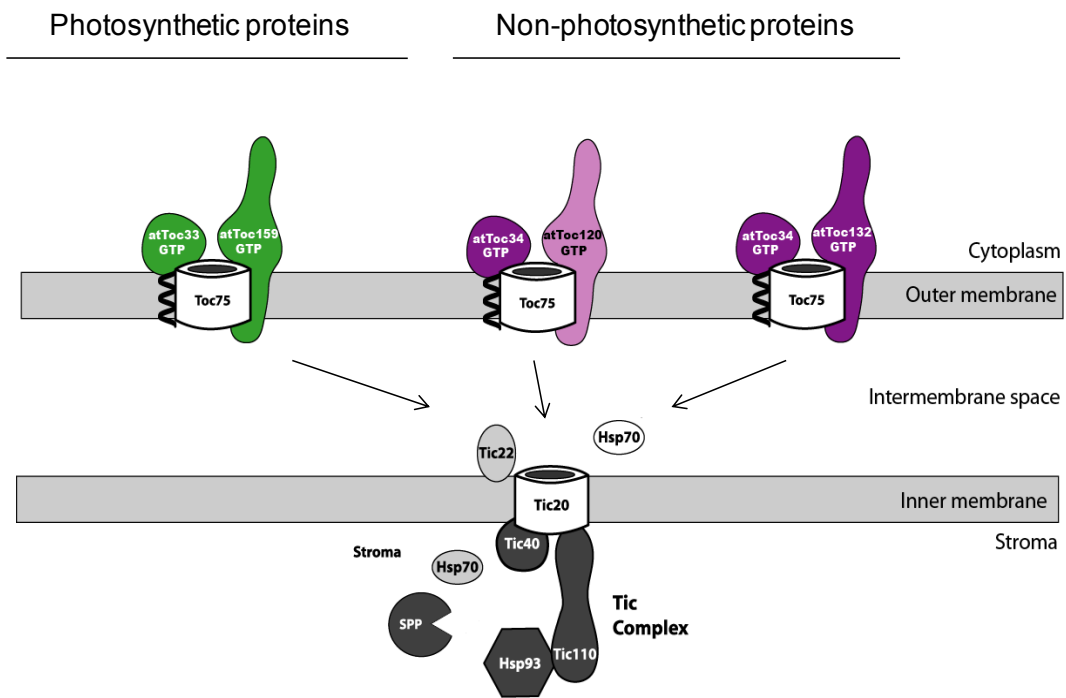 Photosynthetic proteins
Non-photosynthetic proteins
atToc33
GTP
atToc159
GTP
Toc75
atToc34
GTP
atToc120
GTP
Toc75
atToc34
GTP
atToc132
GTP
Toc75
Cytoplasm
Outer membrane
Intermembrane space
Tic22
Hsp70
Tic20
Inner membrane
Stroma
Tic40
Stroma
Hsp70
SPP
Hsp93
Tic110
Tic
Complex